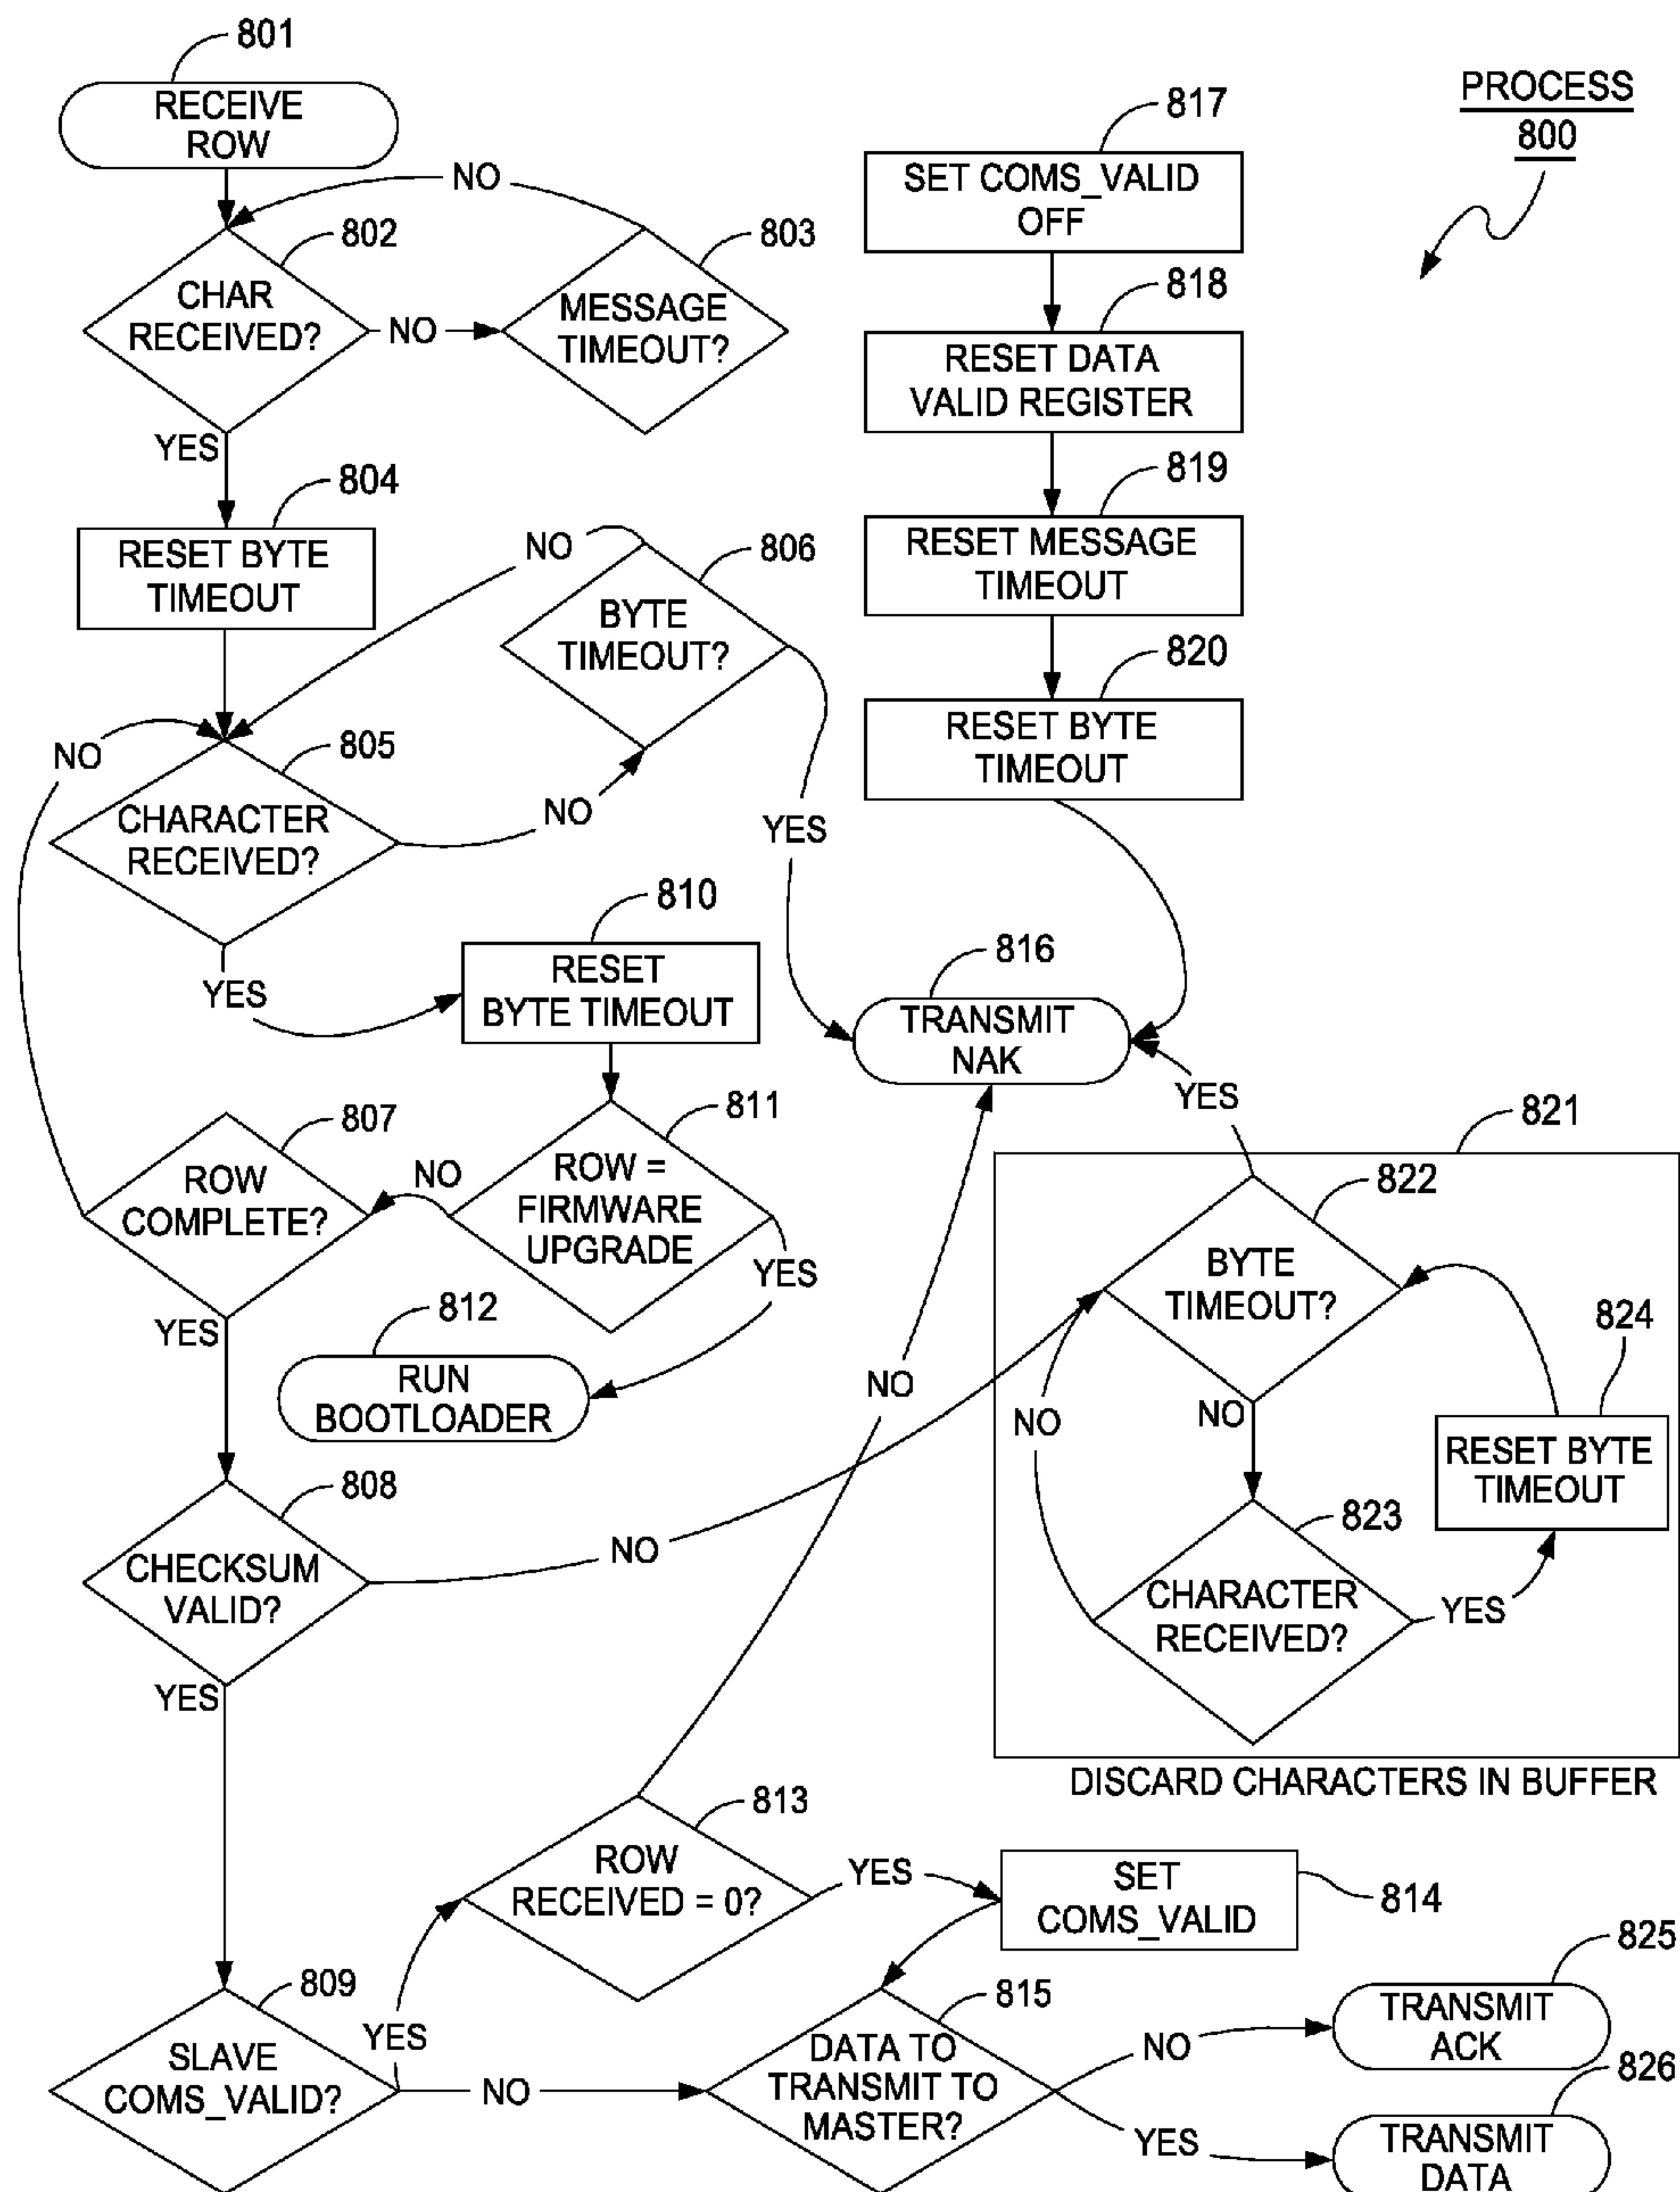 801
RECEIVE
ROW
PROCESS
800
817
SET COMS_VALID
OFF
NO
802
CHAR
RECEIVED?
NO
803
MESSAGE
TIMEOUT?
YES
818
RESET DATA
VALID REGISTER
804
RESET BYTE
TIMEOUT
NO
806
BYTE
TIMEOUT?
819
RESET MESSAGE
TIMEOUT
820
RESET BYTE
TIMEOUT
NO
805
CHARACTER
RECEIVED?
NO
YES
YES
810
RESET
BYTE TIMEOUT
816
TRANSMIT
NAK
YES
807
ROW
COMPLETE?
NO
811
ROW =
FIRMWARE
UPGRADE
YES
821
822
BYTE
TIMEOUT?
YES
812
RUN
BOOTLOADER
NO
NO
NO
824
RESET BYTE
TIMEOUT
808
CHECKSUM
VALID?
NO
823
CHARACTER
RECEIVED?
YES
YES
DISCARD CHARACTERS IN BUFFER
813
ROW
RECEIVED = 0?
YES
SET
COMS_VALID
814
809
SLAVE
COMS_VALID?
YES
NO
815
DATA TO
TRANSMIT TO
MASTER?
NO
825
TRANSMIT
ACK
YES
826
TRANSMIT
DATA